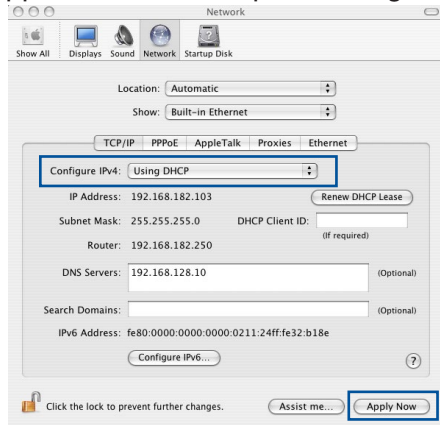 Network
Show All Displays Sound Network Startup Disk
Location: Automatic
Show: Built-in Ethernet
TCP/IP PPPoE AppleTalk Proxies Ethernet
Configure IPv4: Using DHCP
IP Address: 192.168.182.103 Renew DHCP Lease
Subnet Mask: 255.255.255.0 DHCP Client ID:
(If required)
Router: 192.168.182.250
DNS Servers: 192.168.128.10 (Optional)
Search Domains: (Optional)
IPv6 Address: fe80:0000:0000:0000:0211:24ff:fe32:b18e
Configure IPv6... ?
Click the lock to prevent further changes. Assist me... Apply Now